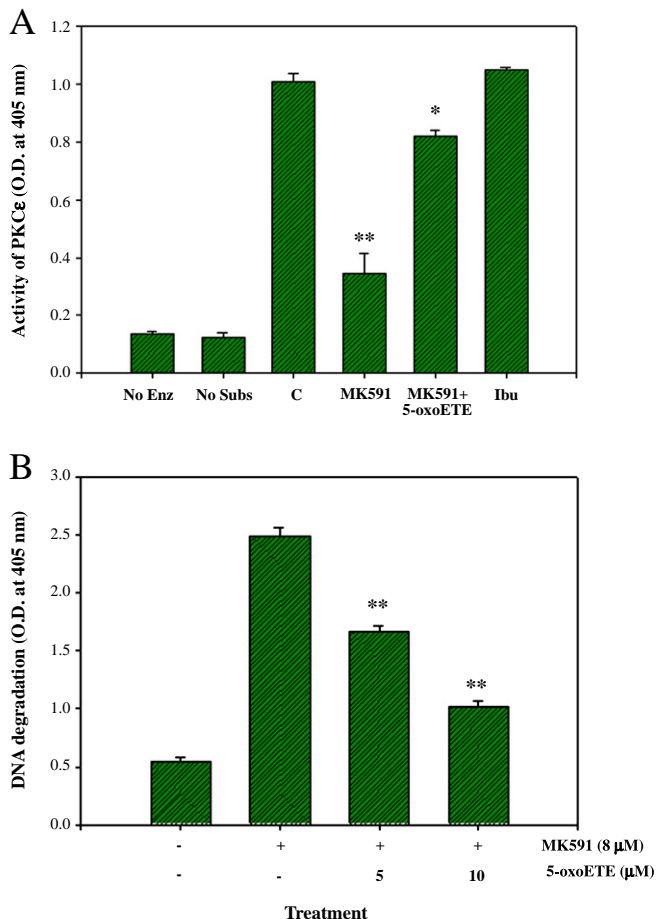 A
Activity of PKCε (O.D. at 405 nm)
1.2
1.0
0.8
0.6
0.4
0.2
0.0
**
*
No Enz No Subs C MK591 MK591+ 5-oxoETE Ibu
B
DNA degradation (O.D. at 405 nm)
3.0
2.5
2.0
1.5
1.0
0.5
0.0
**
**
- + + + MK591 (8 µM)
- - 5 10 5-oxoETE (µM)
Treatment